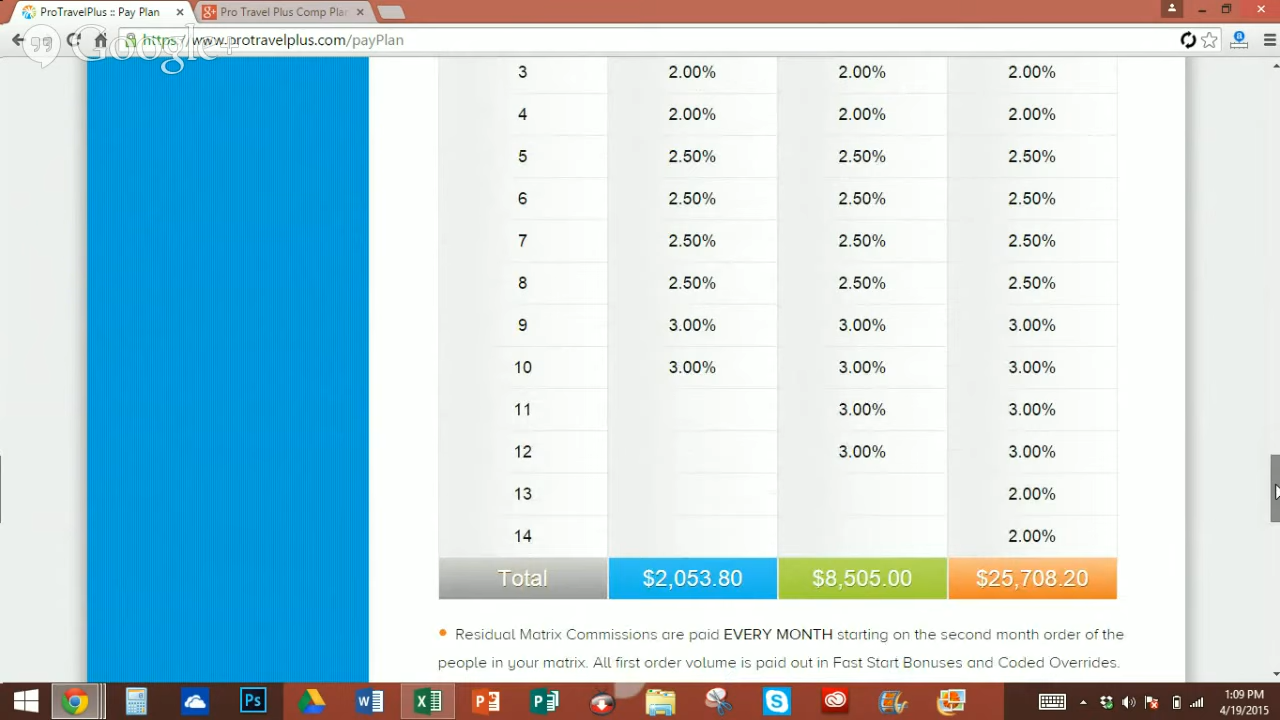 ProTravelPlus :: Pay Plan
Pro Travel Plus Comp Plan
https://www.protravelplus.com/payPlan
Google+
3 2.00% 2.00% 2.00%
4 2.00% 2.00% 2.00%
5 2.50% 2.50% 2.50%
6 2.50% 2.50% 2.50%
7 2.50% 2.50% 2.50%
8 2.50% 2.50% 2.50%
9 3.00% 3.00% 3.00%
10 3.00% 3.00% 3.00%
11 3.00% 3.00%
12 3.00% 3.00%
13 2.00%
14 2.00%
Total $2,053.80 $8,505.00 $25,708.20
Residual Matrix Commissions are paid EVERY MONTH starting on the second month order of the
people in your matrix. All first order volume is paid out in Fast Start Bonuses and Coded Overrides.
Ps
1:09 PM
4/19/2015